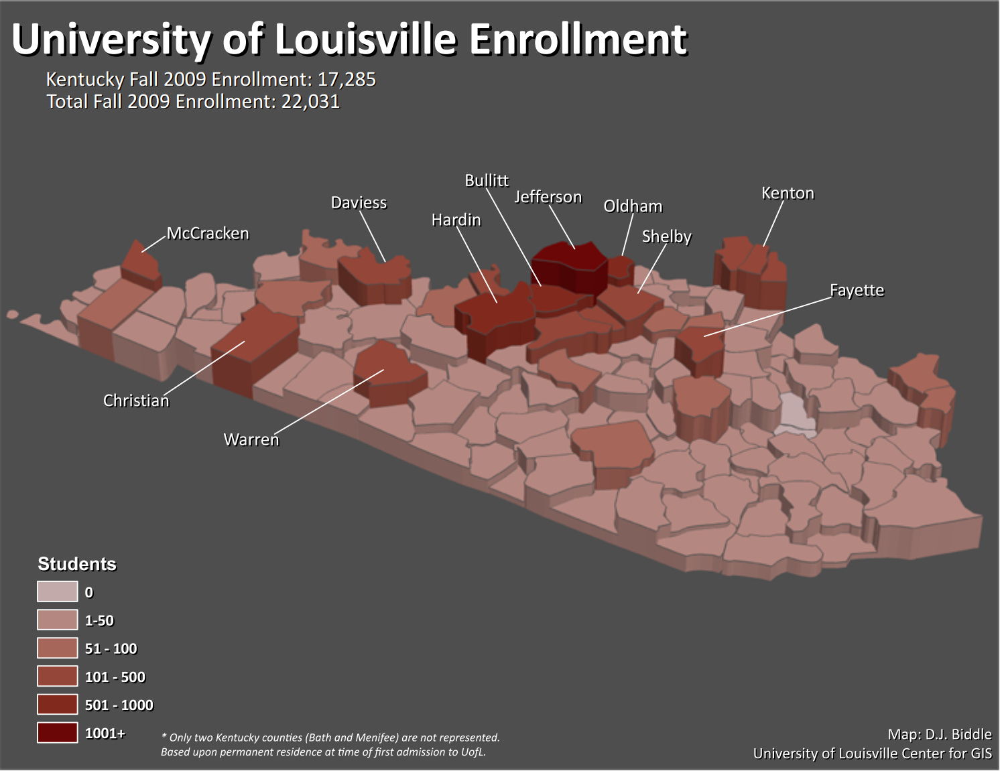 University of Louisville Enrollment
Kentucky Fall 2009 Enrollment: 17,285
Total Fall 2009 Enrollment: 22,031
Bullitt
Jefferson
Kenton
Daviess
Oldham
Hardin
McCracken
Shelby
Fayette
Christian
Warren
Students
0
1-50
51 - 100
101 - 500
501 - 1000
1001+
* Only two Kentucky counties (Bath and Menifee) are not represented.
Based upon permanent residence at time of first admission to UofL.
Map: D.J. Biddle
University of Louisville Center for GIS